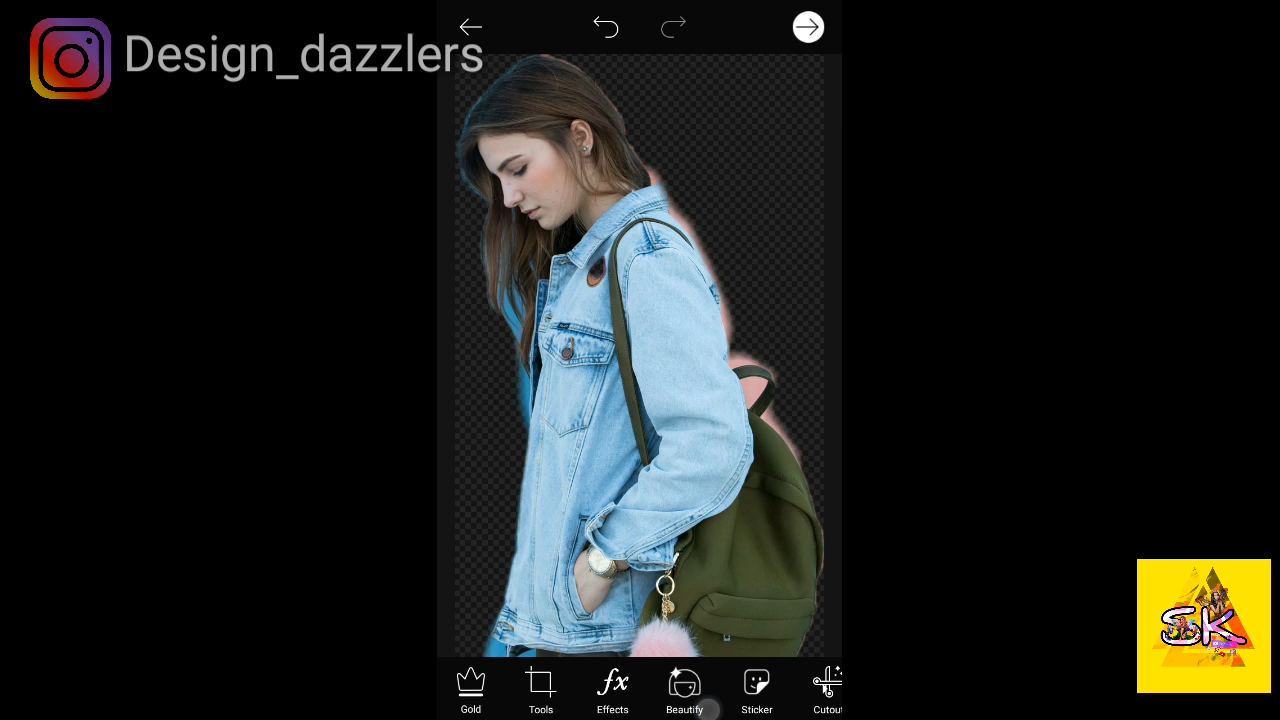 Design_dazzlers
Gold
Tools
Effects
Beautify
Sticker
Cutout
SK